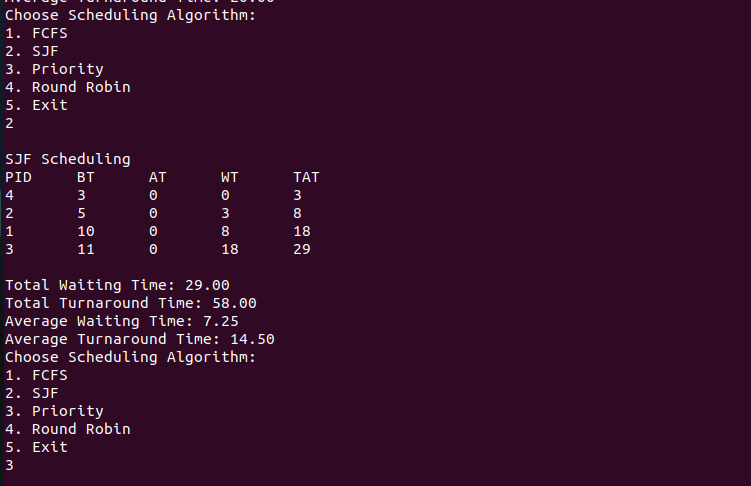 Average Turnaround Time: 20.00
Choose Scheduling Algorithm:
1. FCFS
2. SJF
3. Priority
4. Round Robin
5. Exit
2
SJF Scheduling
PID BT AT WT TAT
4 3 0 0 3
2 5 0 3 8
1 10 0 8 18
3 11 0 18 29
Total Waiting Time: 29.00
Total Turnaround Time: 58.00
Average Waiting Time: 7.25
Average Turnaround Time: 14.50
Choose Scheduling Algorithm:
1. FCFS
2. SJF
3. Priority
4. Round Robin
5. Exit
3